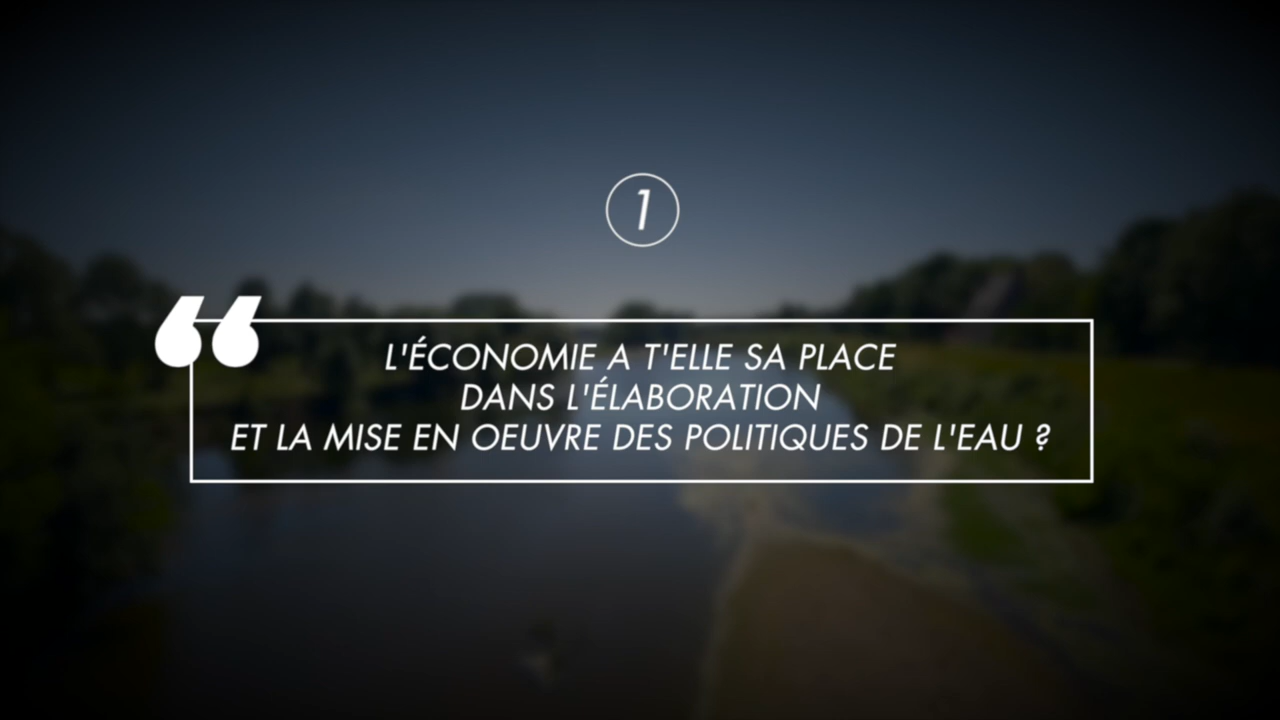 1
L'ÉCONOMIE A T'ELLE SA PLACE
DANS L'ÉLABORATION
ET LA MISE EN OEUVRE DES POLITIQUES DE L'EAU ?